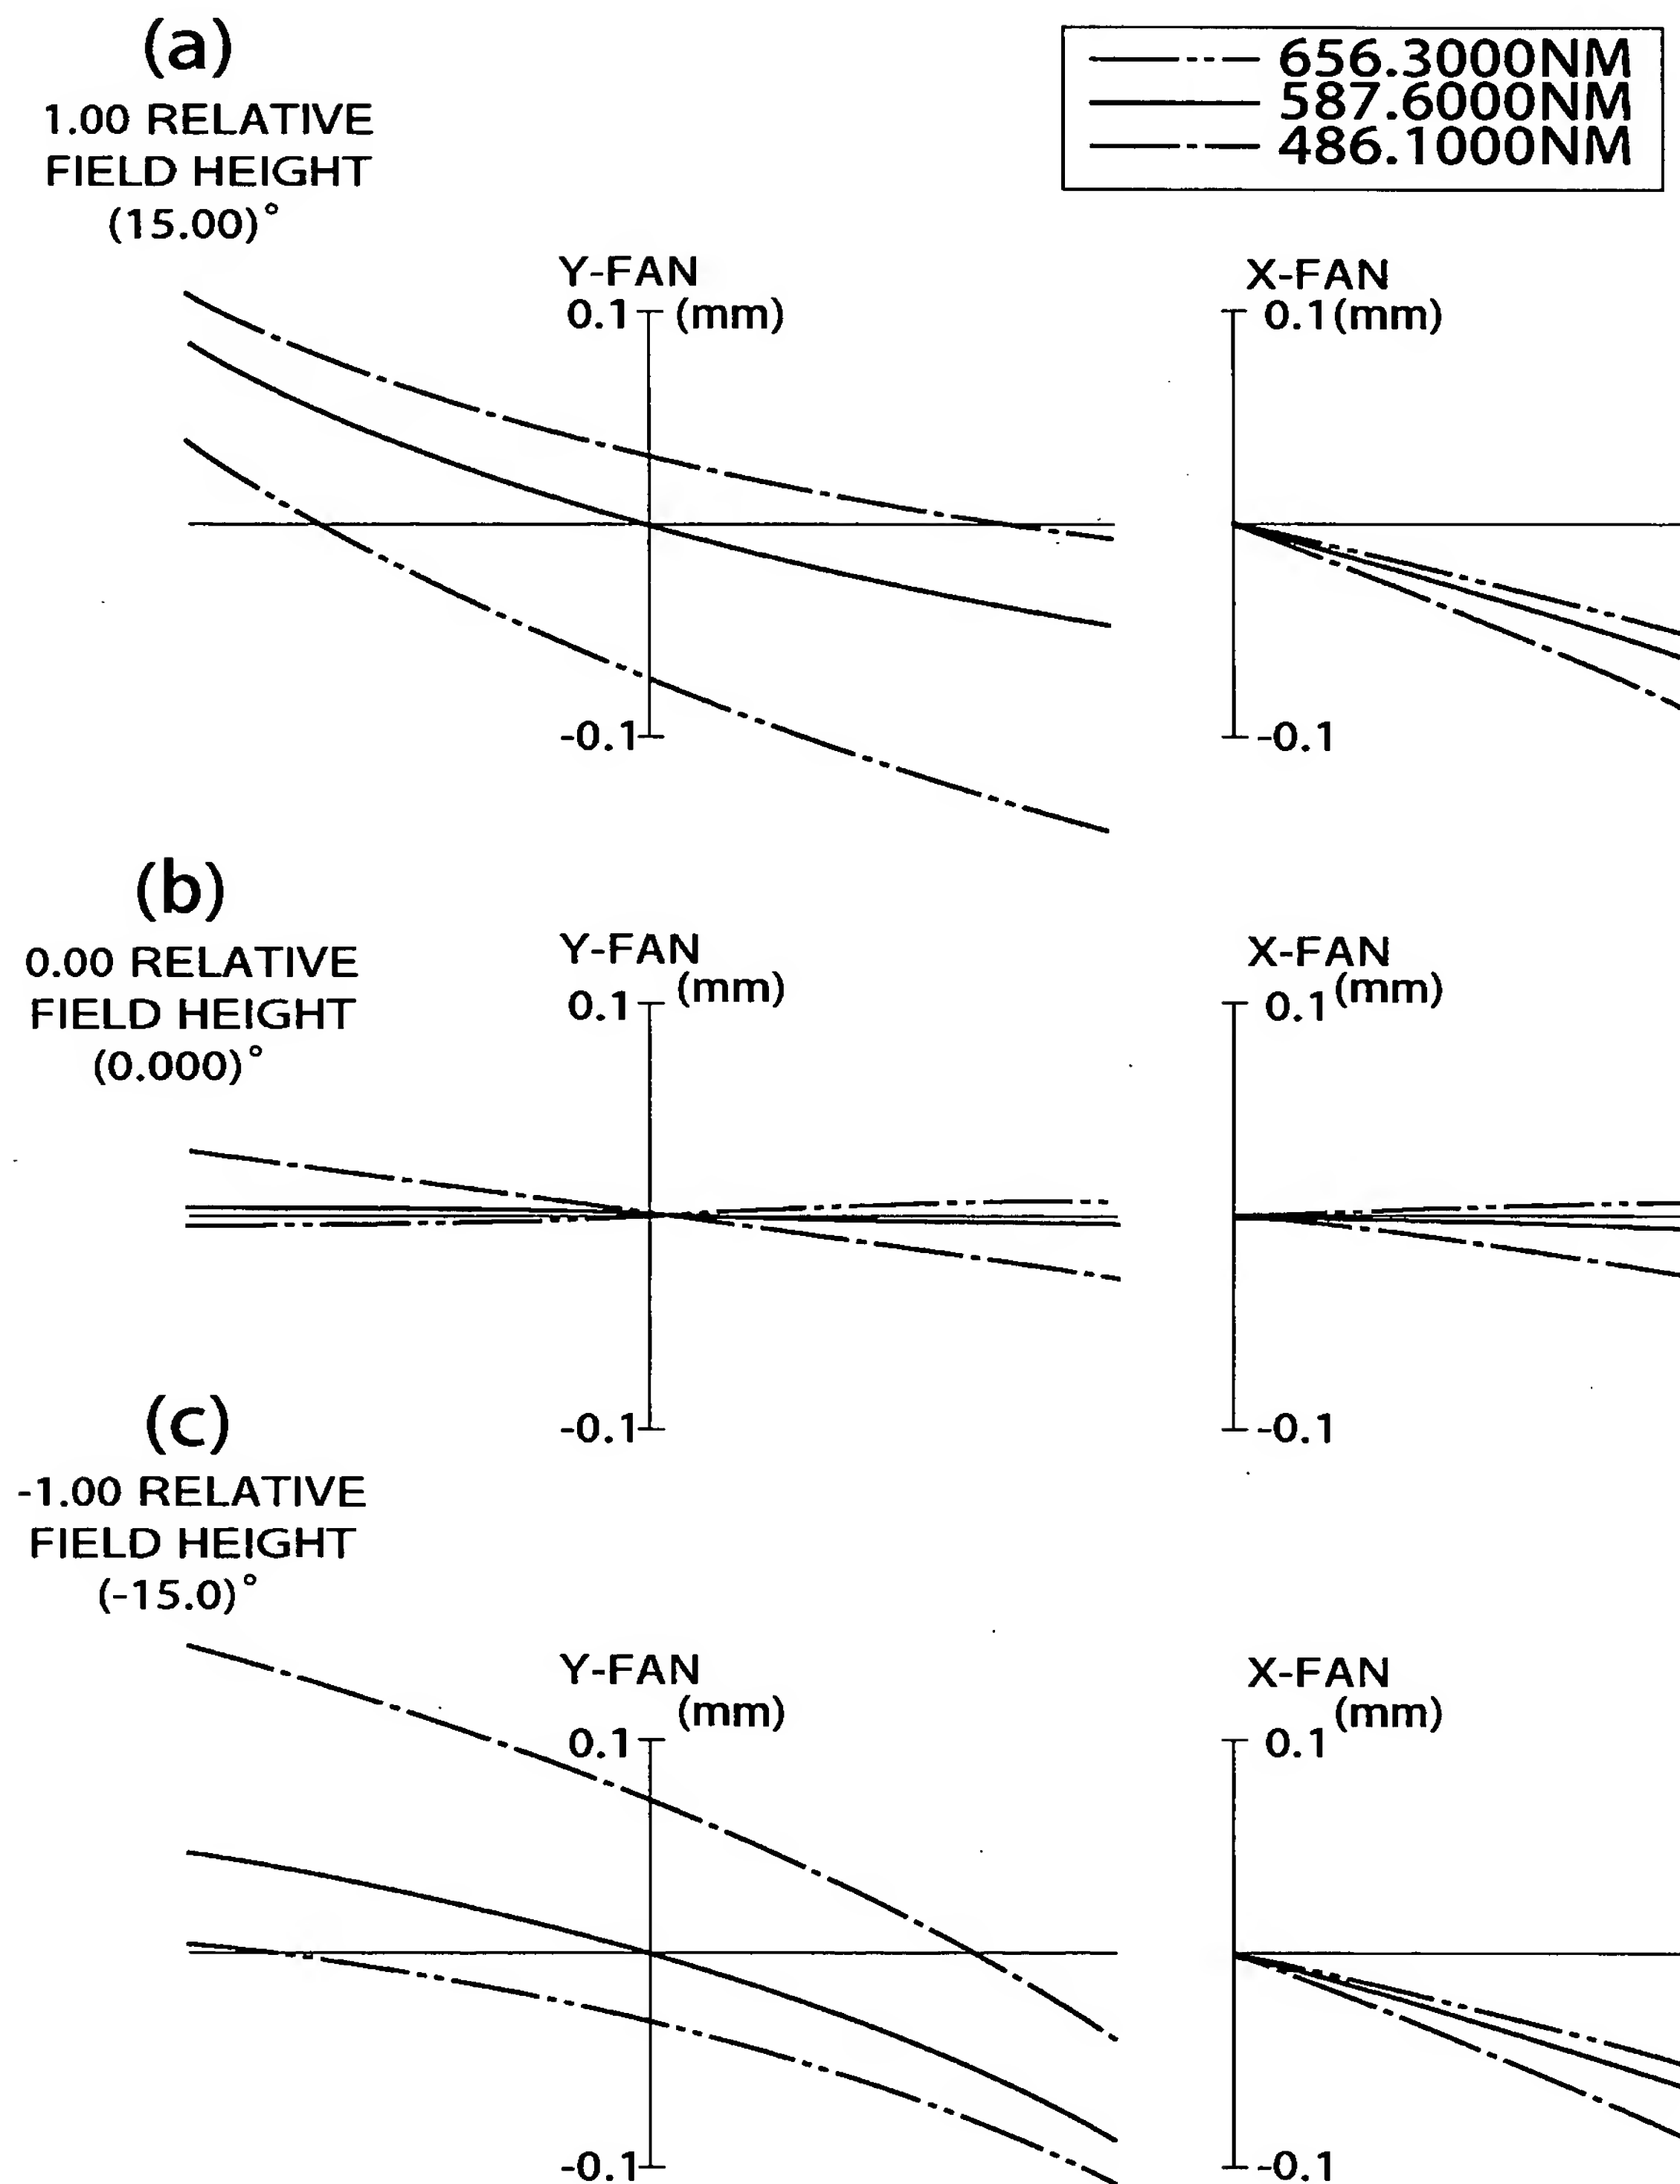 (a)
1.00 RELATIVE
FIELD HEIGHT
(15.00)°
656.3000NM
587.6000NM
486.1000NM
Y-FAN
0.1 (mm)
-0.1
X-FAN
0.1(mm)
-0.1
(b)
0.00 RELATIVE
FIELD HEIGHT
(0.000)°
Y-FAN
0.1 (mm)
-0.1
X-FAN
0.1 (mm)
-0.1
(c)
-1.00 RELATIVE
FIELD HEIGHT
(-15.0)°
Y-FAN
(mm)
0.1
-0.1
X-FAN
(mm)
0.1
-0.1